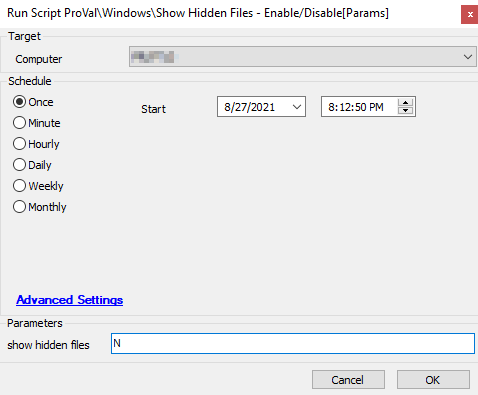 Run Script ProVal\Windows\Show Hidden Files - Enable/Disable[Params]
x
Target
Computer
Schedule
Once
Start
8/27/2021
8:12:50 PM
Minute
Hourly
Daily
Weekly
Monthly
Advanced Settings
Parameters
show hidden files
N
Cancel
OK